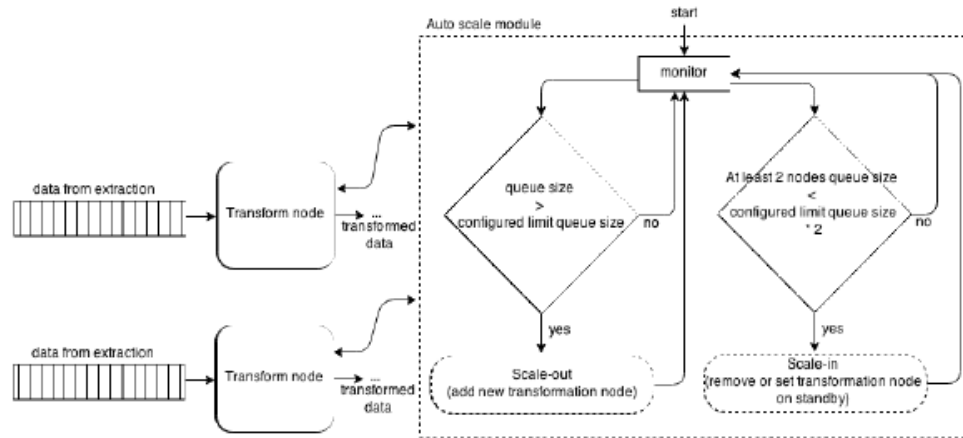 start
Auto scale module
monitor
data from extraction
Transform node
...
transformed
data
queue size
>
configured limit queue size
no
yes
Scale-out
(add new transformation node)
At least 2 nodes queue size
<
configured limit queue size
* 2
no
yes
Scale-in
(remove or set transformation node
on standby)
data from extraction
Transform node
...
transformed
data